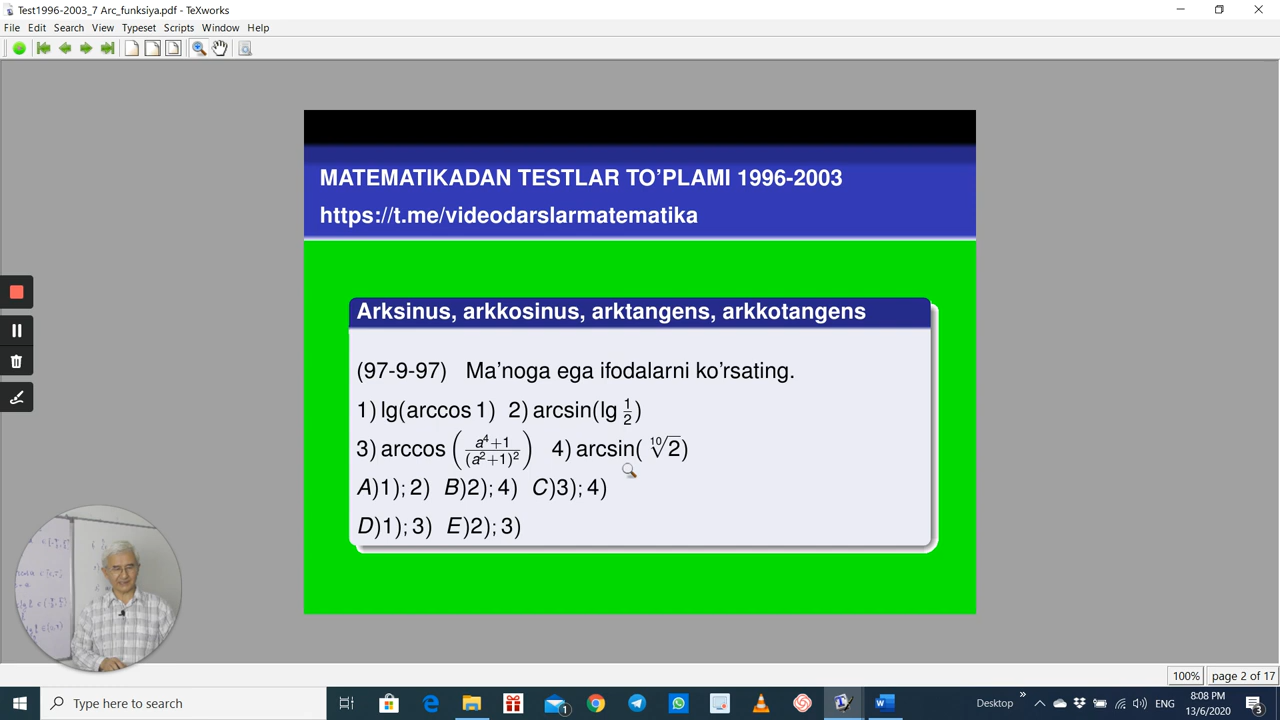 Test1996-2003_7 Arc_funksiya.pdf - TeXworks
File Edit Search View Typeset Scripts Window Help
MATEMATIKADAN TESTLAR TO'PLAMI 1996-2003
https://t.me/videodarslarmatematika
Arksinus, arkkosinus, arktangens, arkkotangens
(97-9-97) Ma'noga ega ifodalarni ko'rsating.
1) lg(arccos 1) 2) arcsin(lg 1/2)
3) arccos ((a⁴+1)/(a²+1)²) 4) arcsin( ¹⁰√2)
A)1); 2) B)2); 4) C)3); 4)
D)1); 3) E)2); 3)
100% page 2 of 17
Type here to search
1
Desktop » ENG 8:08 PM
13/6/2020 3